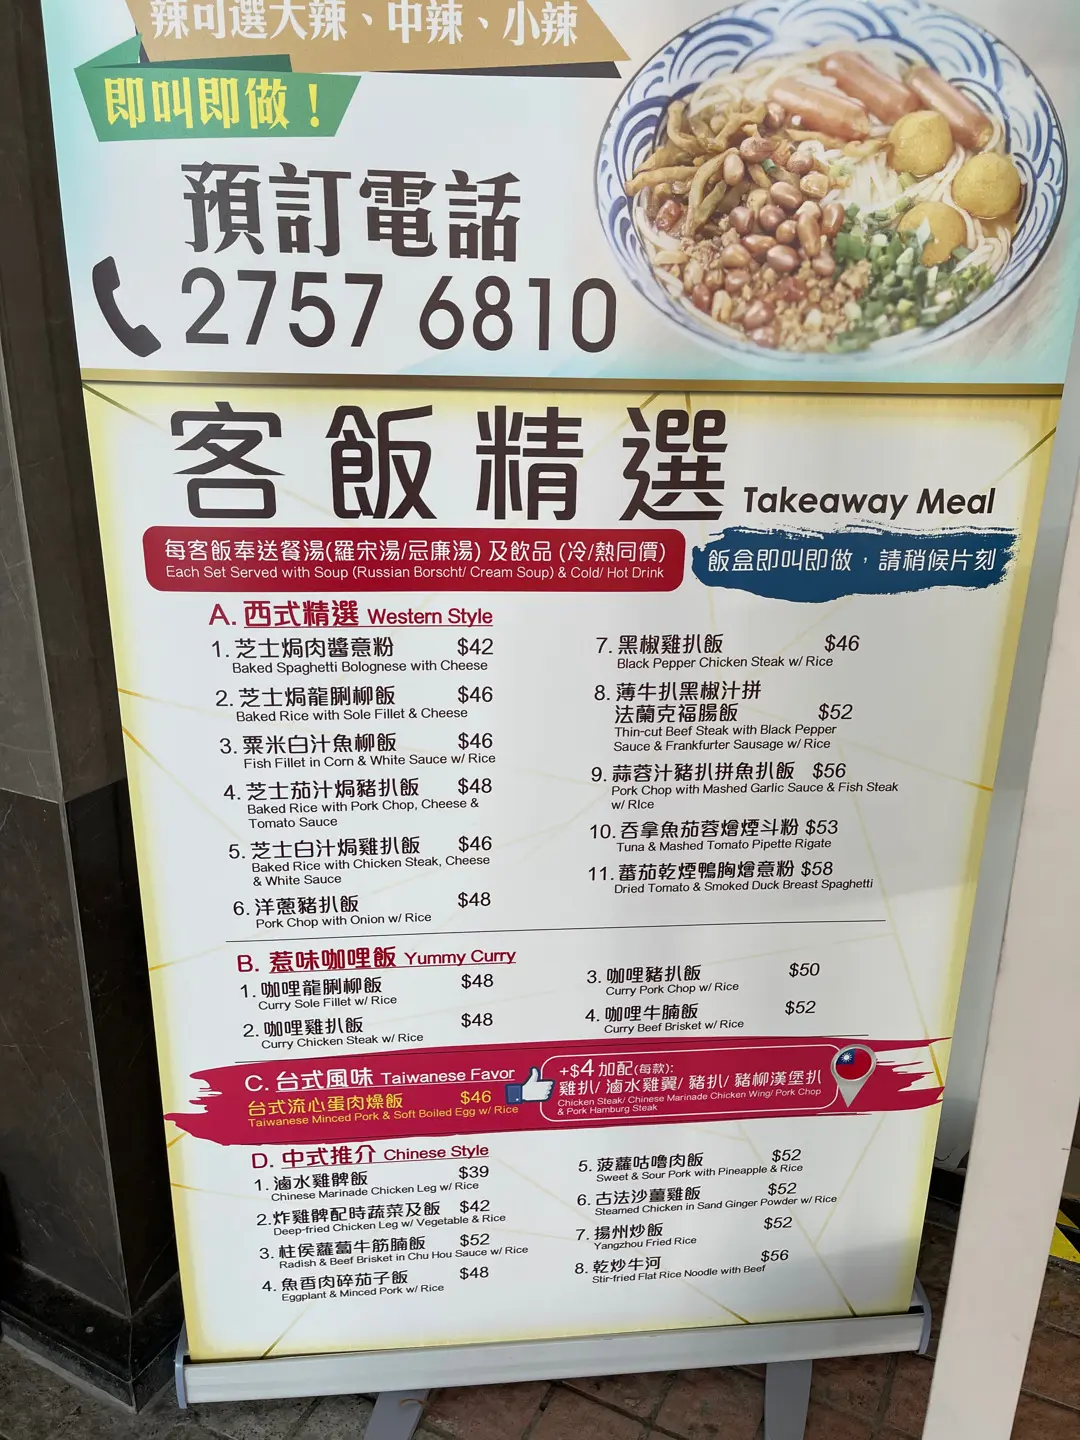 辣可選大辣、中辣、小辣
即叫即做！
預訂電話
2757 6810
客飯精選 Takeaway Meal
每客飯奉送餐湯(羅宋湯/忌廉湯) 及飲品 (冷/熱同價)
Each Set Served with Soup (Russian Borscht/ Cream Soup) & Cold/ Hot Drink
飯盒即叫即做，請稍候片刻
A. 西式精選 Western Style
1. 芝士焗肉醬意粉 $42
Baked Spaghetti Bolognese with Cheese
2. 芝士焗龍脷柳飯 $46
Baked Rice with Sole Fillet & Cheese
3. 粟米白汁魚柳飯 $46
Fish Fillet in Corn & White Sauce w/ Rice
4. 芝士茄汁焗豬扒飯 $48
Baked Rice with Pork Chop, Cheese &
Tomato Sauce
5. 芝士白汁焗雞扒飯 $46
Baked Rice with Chicken Steak, Cheese
& White Sauce
6. 洋蔥豬扒飯 $48
Pork Chop with Onion w/ Rice
7. 黑椒雞扒飯 $46
Black Pepper Chicken Steak w/ Rice
8. 薄牛扒黑椒汁拼
法蘭克福腸飯 $52
Thin-cut Beef Steak with Black Pepper
Sauce & Frankfurter Sausage w/ Rice
9. 蒜蓉汁豬扒拼魚扒飯 $56
Pork Chop with Mashed Garlic Sauce & Fish Steak
w/ RIce
10. 吞拿魚茄蓉燴煙斗粉 $53
Tuna & Mashed Tomato Pipette Rigate
11. 蕃茄乾煙鴨胸燴意粉 $58
Dried Tomato & Smoked Duck Breast Spaghetti
B. 惹味咖喱飯 Yummy Curry
1. 咖喱龍脷柳飯 $48
Curry Sole Fillet w/ Rice
2. 咖喱雞扒飯 $48
Curry Chicken Steak w/ Rice
3. 咖喱豬扒飯 $50
Curry Pork Chop w/ Rice
4. 咖喱牛腩飯 $52
Curry Beef Brisket w/ Rice
C. 台式風味 Taiwanese Favor
台式流心蛋肉燥飯 $46
Taiwanese Minced Pork & Soft Boiled Egg w/ Rice
+$4 加配(每款):
雞扒/ 滷水雞翼/ 豬扒/ 豬柳漢堡扒
Chicken Steak/ Chinese Marinade Chicken Wing/ Pork Chop
& Pork Hamburg Steak
D. 中式推介 Chinese Style
1. 滷水雞髀飯 $39
Chinese Marinade Chicken Leg w/ Rice
2. 炸雞髀配時蔬菜及飯 $42
Deep-fried Chicken Leg w/ Vegetable & Rice
3. 柱侯蘿蔔牛筋腩飯 $52
Radish & Beef Brisket in Chu Hou Sauce w/ Rice
4. 魚香肉碎茄子飯 $48
Eggplant & Minced Pork w/ Rice
5. 菠蘿咕嚕肉飯 $52
Sweet & Sour Pork with Pineapple & Rice
6. 古法沙薑雞飯 $52
Steamed Chicken in Sand Ginger Powder w/ Rice
7. 揚州炒飯 $52
Yangzhou Fried Rice
8. 乾炒牛河 $56
Stir-fried Flat Rice Noodle with Beef